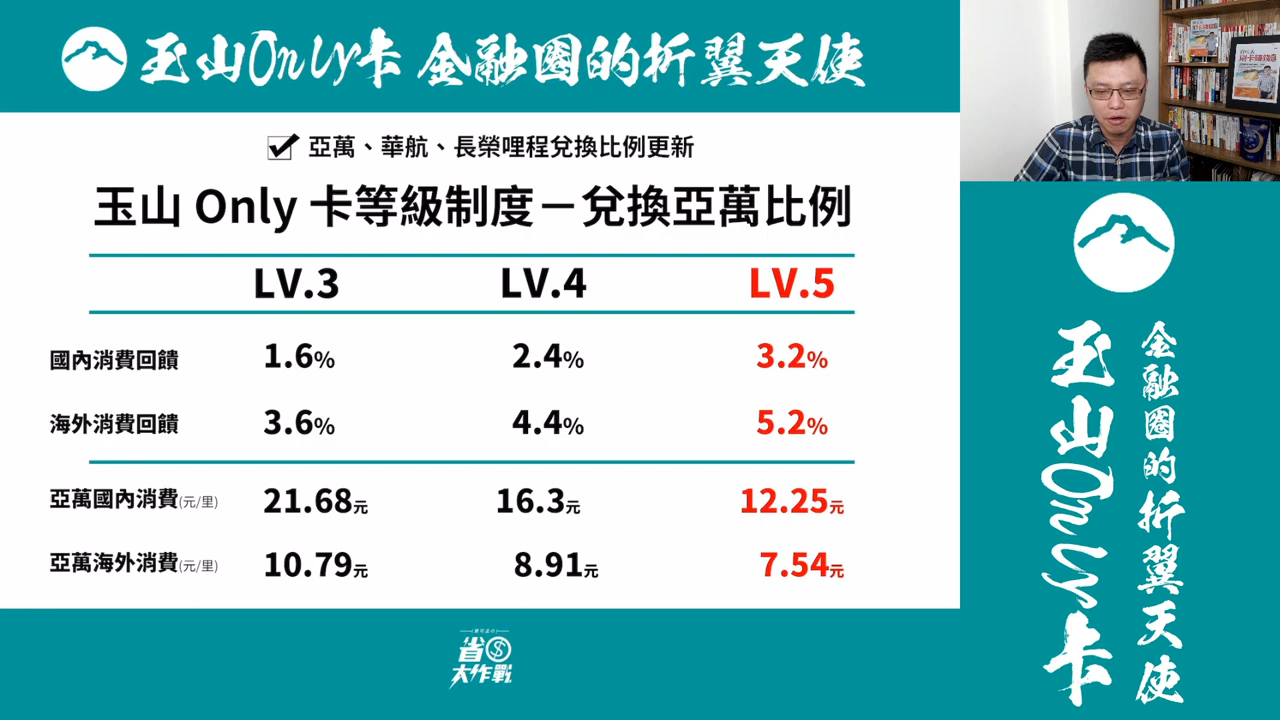 玉山Only卡 金融圈的折翼天使
亞萬、華航、長榮哩程兌換比例更新
玉山 Only 卡等級制度－兌換亞萬比例
LV.3 LV.4 LV.5
國內消費回饋 1.6% 2.4% 3.2%
海外消費回饋 3.6% 4.4% 5.2%
亞萬國內消費(元/里) 21.68元 16.3元 12.25元
亞萬海外消費(元/里) 10.79元 8.91元 7.54元
省
大作戰
金融圈的折翼天使
玉山Only卡